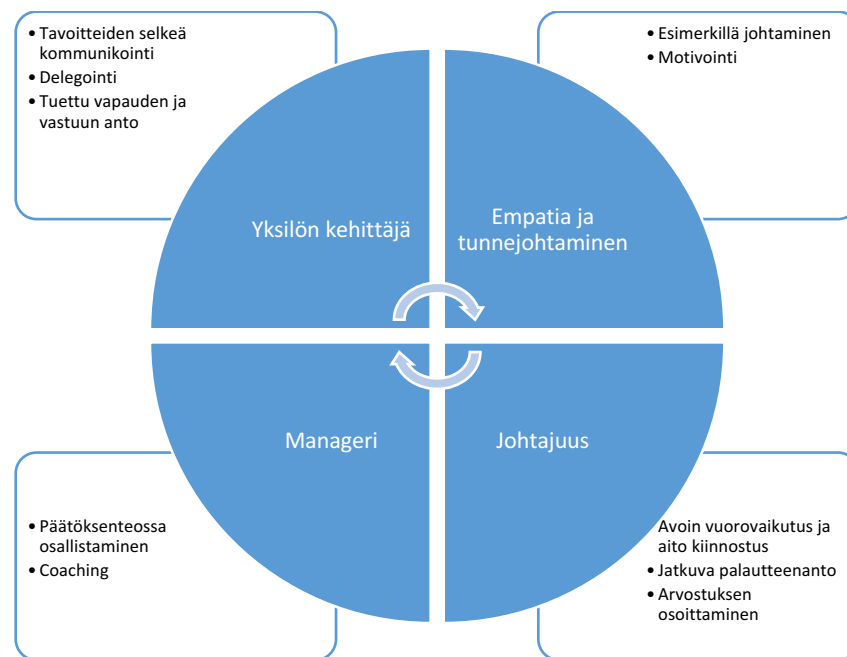 • Tavoitteiden selkeä
kommunikointi
• Delegointi
• Tuettu vapauden ja
vastuun anto
• Esimerkillä johtaminen
• Motivointi
Yksilön kehittäjä
Empatia ja
tunnejohtaminen
Manageri
Johtajuus
• Päätöksenteossa
osallistaminen
• Coaching
Avoin vuorovaikutus ja
aito kiinnostus
• Jatkuva palautteenanto
• Arvostuksen
osoittaminen